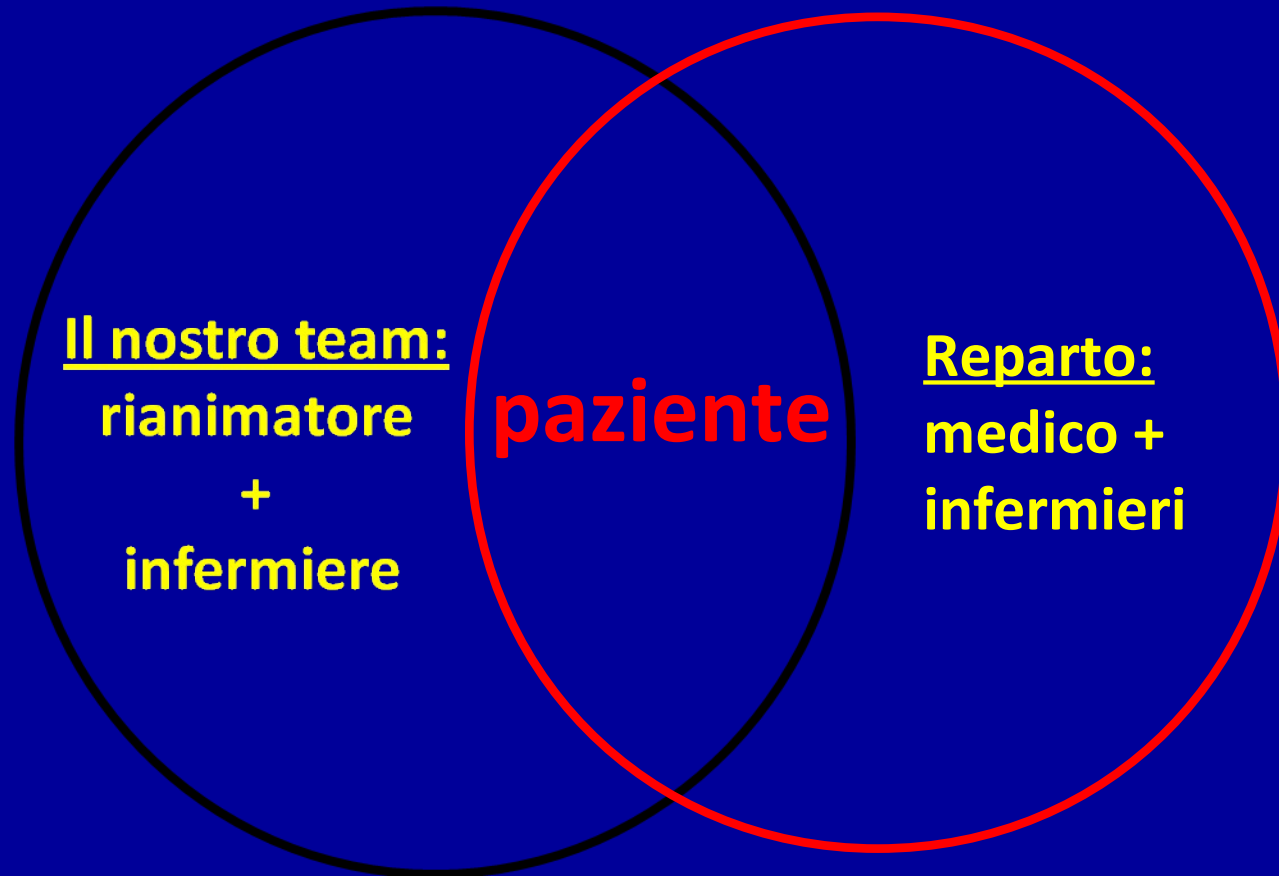 Il nostro team:
rianimatore
+
infermiere
paziente
Reparto:
medico +
infermieri